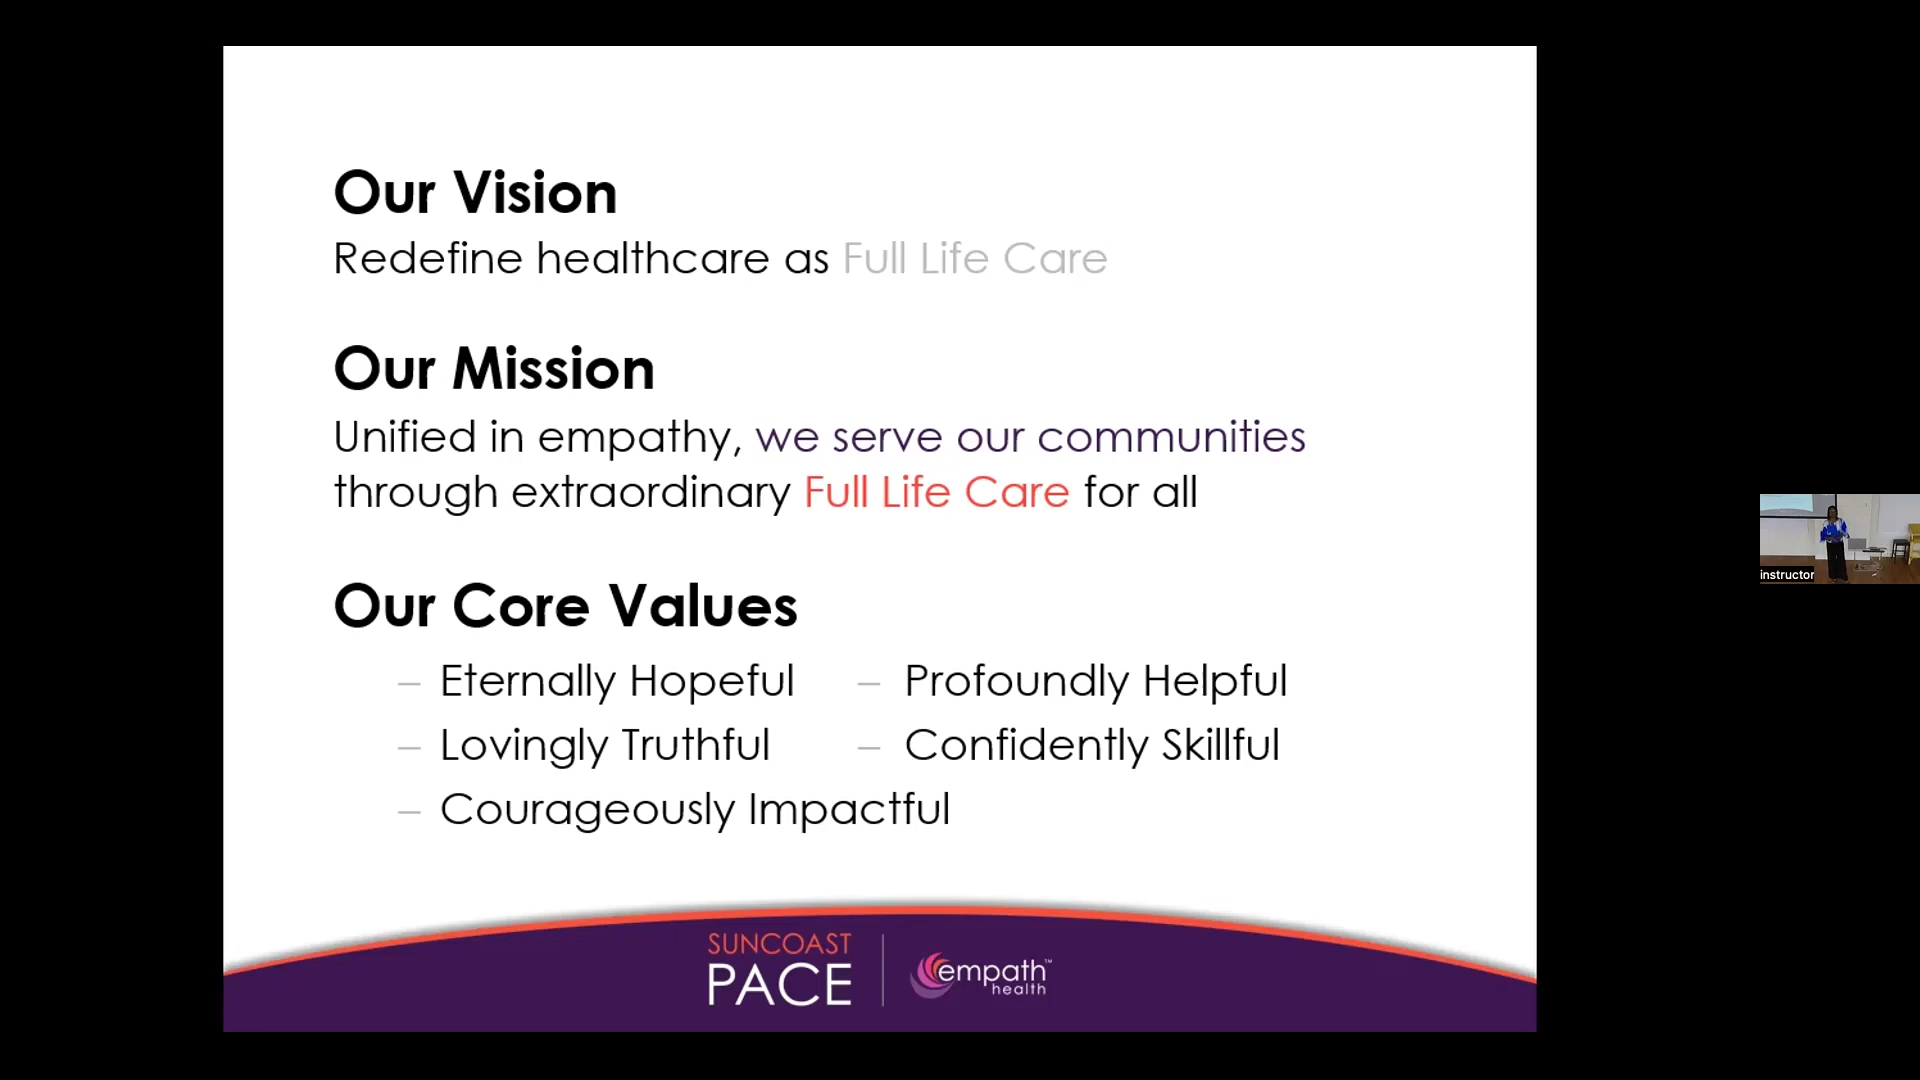 Our Vision
Redefine healthcare as Full Life Care
Our Mission
Unified in empathy, we serve our communities
through extraordinary Full Life Care for all
Our Core Values
– Eternally Hopeful – Profoundly Helpful
– Lovingly Truthful – Confidently Skillful
– Courageously Impactful
SUNCOAST
PACE
empath™
health
instructor